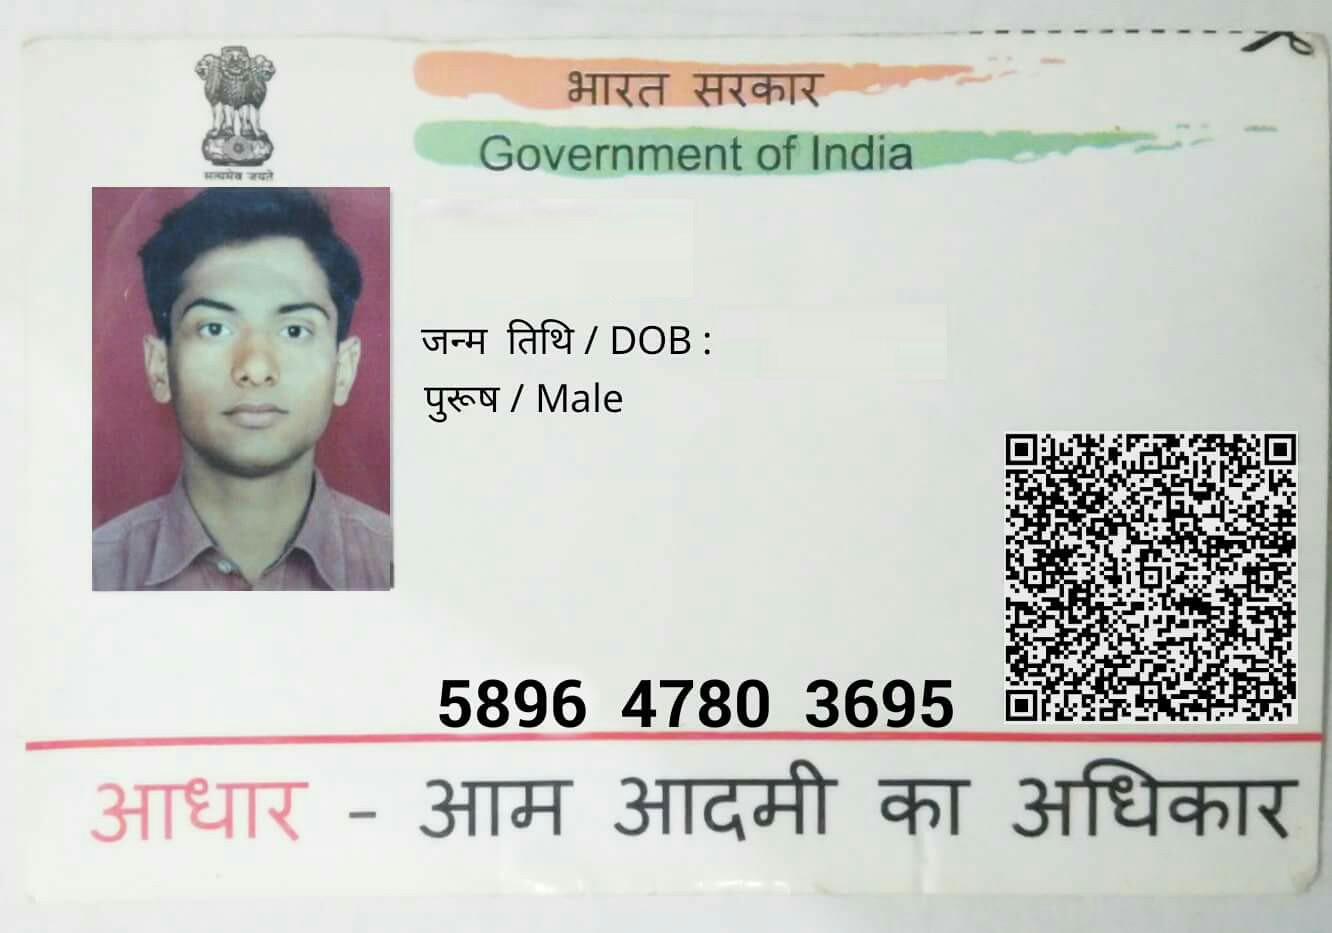 भारत सरकार
Government of India
सत्यमेव जयते
जन्म तिथि / DOB :
पुरूष / Male
5896 4780 3695
आधार - आम आदमी का अधिकार